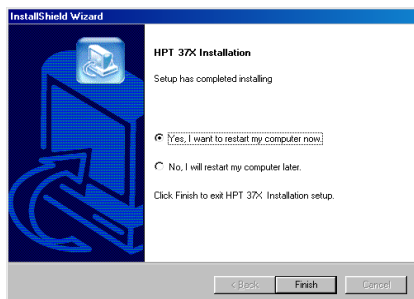 InstallShield Wizard
HPT 37X Installation
Setup has completed installing
Yes, I want to restart my computer now.
No, I will restart my computer later.
Click Finish to exit HPT 37X Installation setup.
< Back
Finish
Cancel